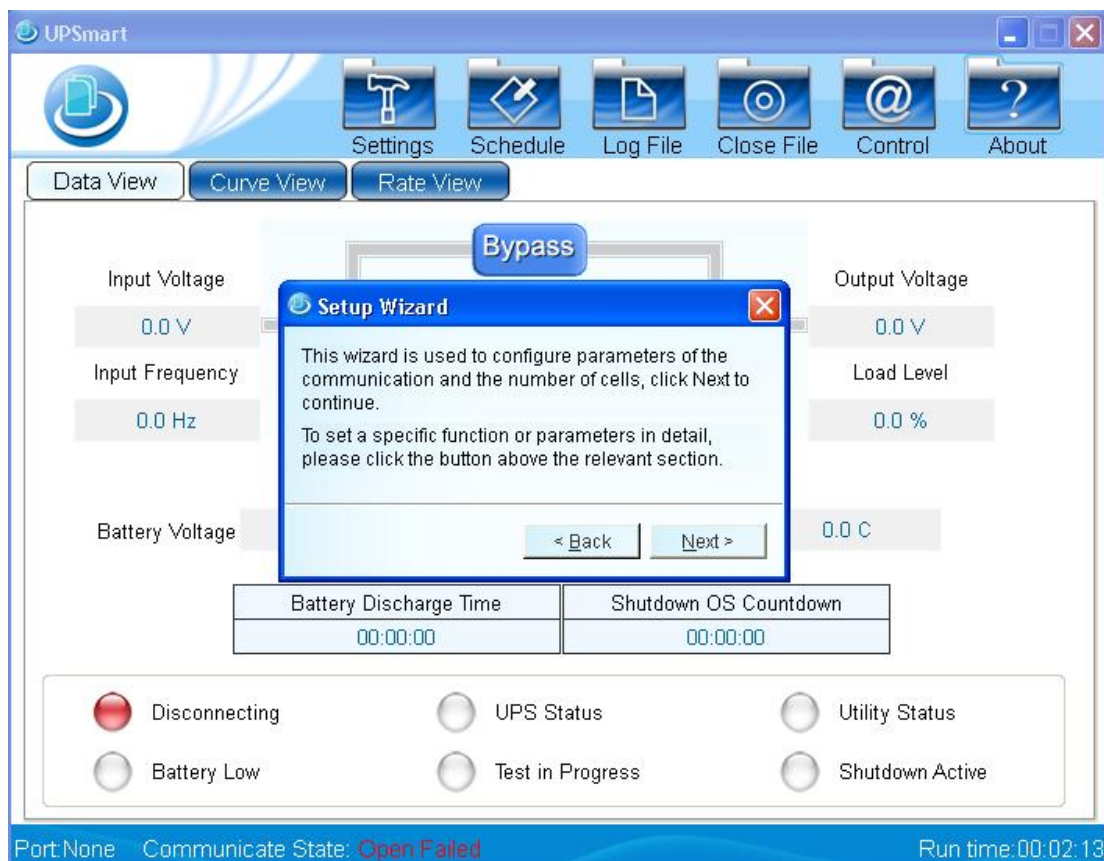 UPSmart
Settings Schedule Log File Close File Control About
Data View Curve View Rate View
Bypass
Input Voltage Output Voltage
0.0 V 0.0 V
Input Frequency Load Level
0.0 Hz 0.0 %
Setup Wizard
This wizard is used to configure parameters of the
communication and the number of cells, click Next to
continue.
To set a specific function or parameters in detail,
please click the button above the relevant section.
< Back Next >
Battery Voltage 0.0 C
Battery Discharge Time Shutdown OS Countdown
00:00:00 00:00:00
Disconnecting UPS Status Utility Status
Battery Low Test in Progress Shutdown Active
Port:None Communicate State: Open Failed Run time:00:02:13